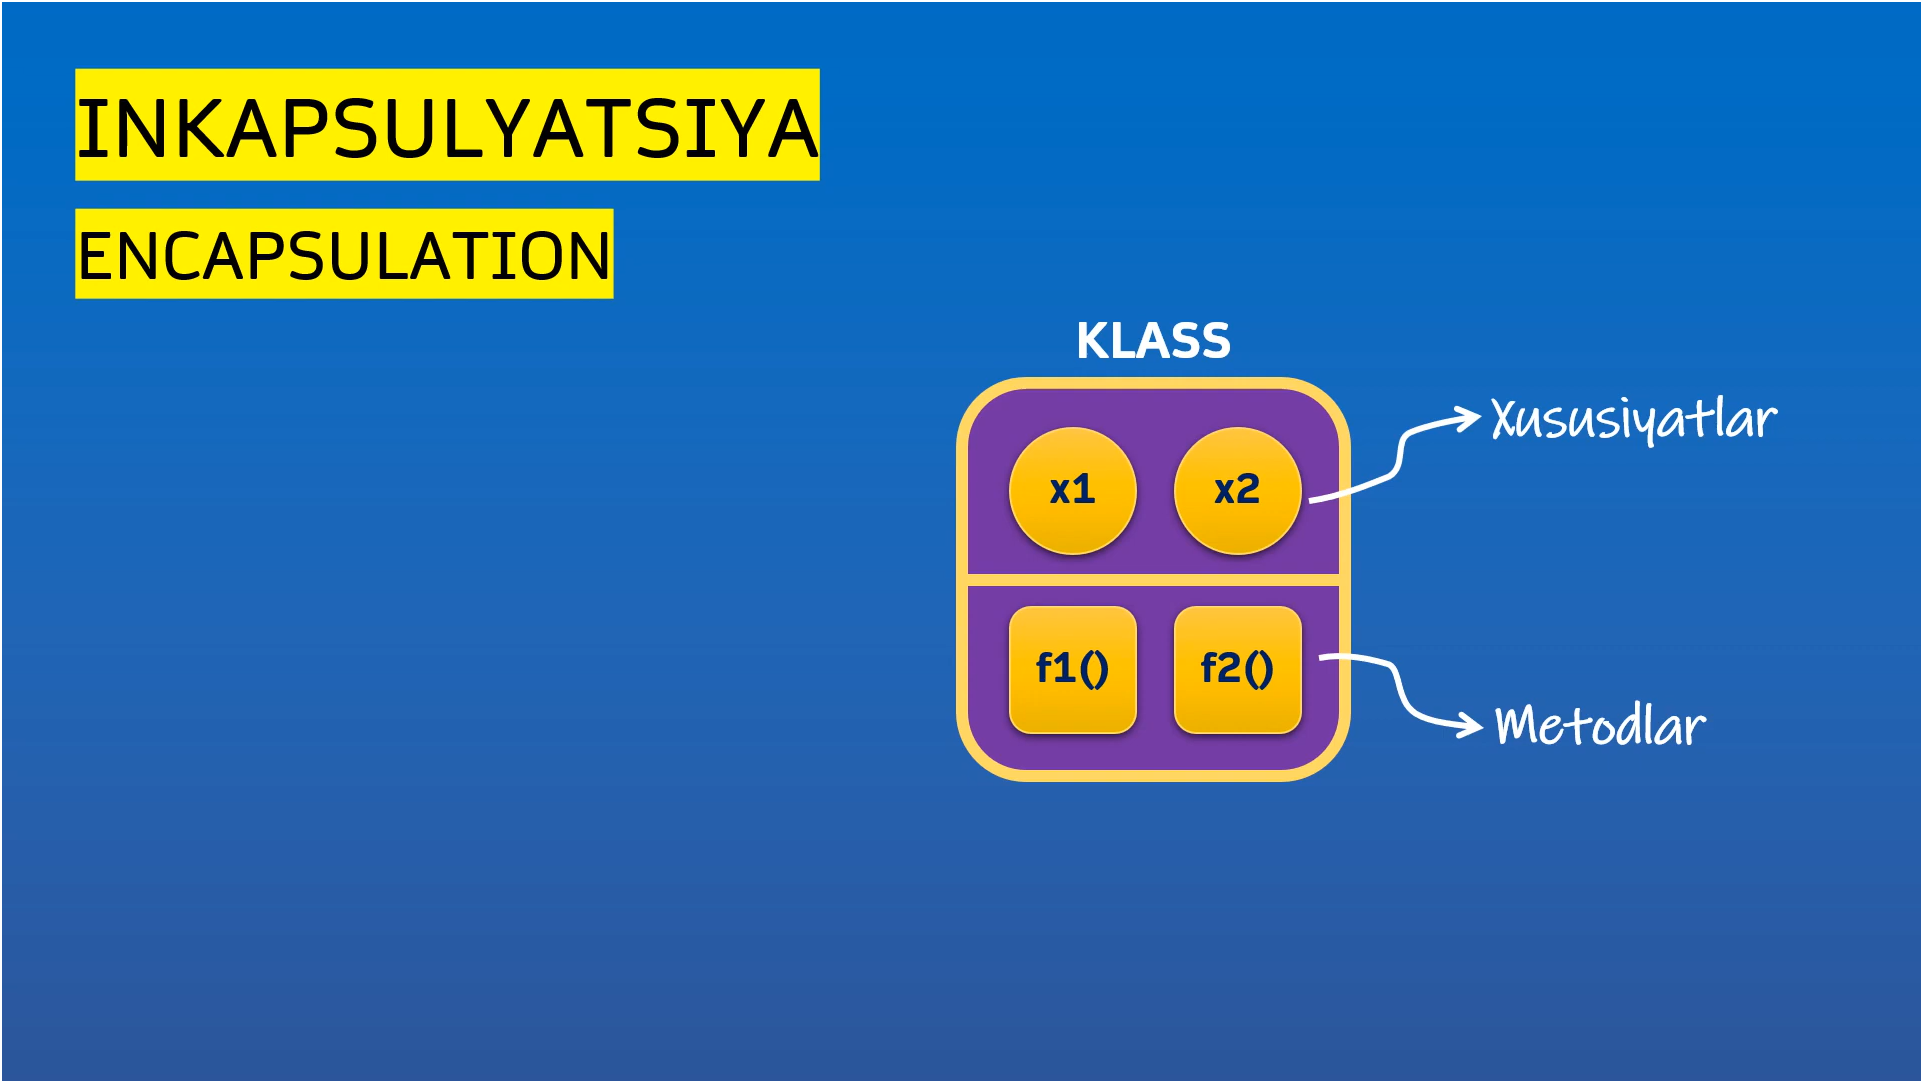 INKAPSULYATSIYA
ENCAPSULATION
KLASS
x1 x2
Xususiyatlar
f1() f2()
Metodlar